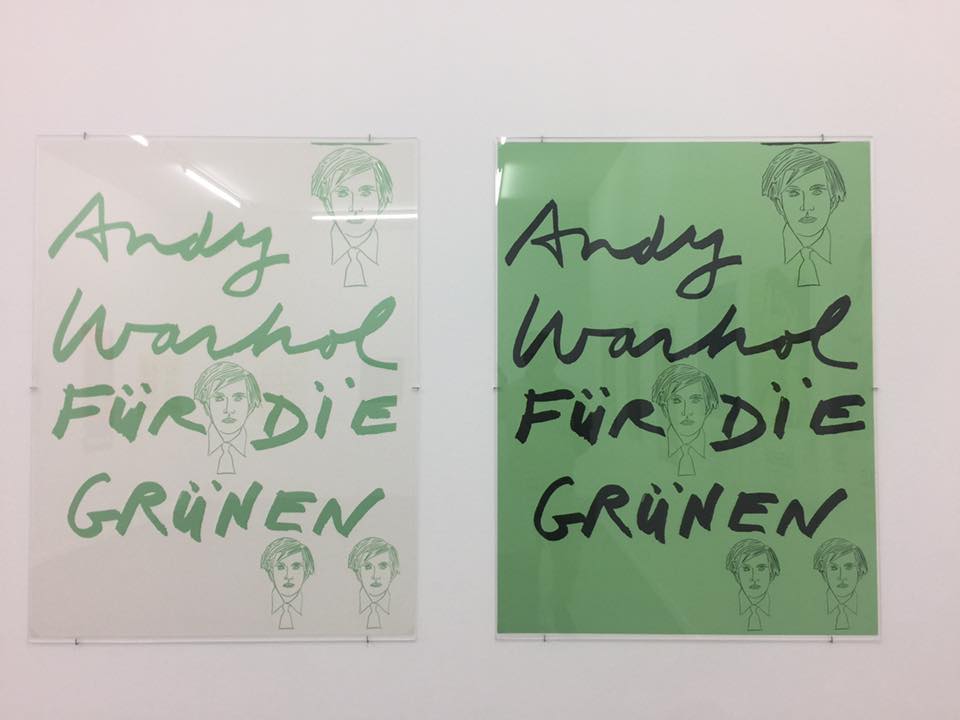 Andy
Warhol
FÜR DIE
GRÜNEN
Andy
Warhol
FÜR DIE
GRÜNEN